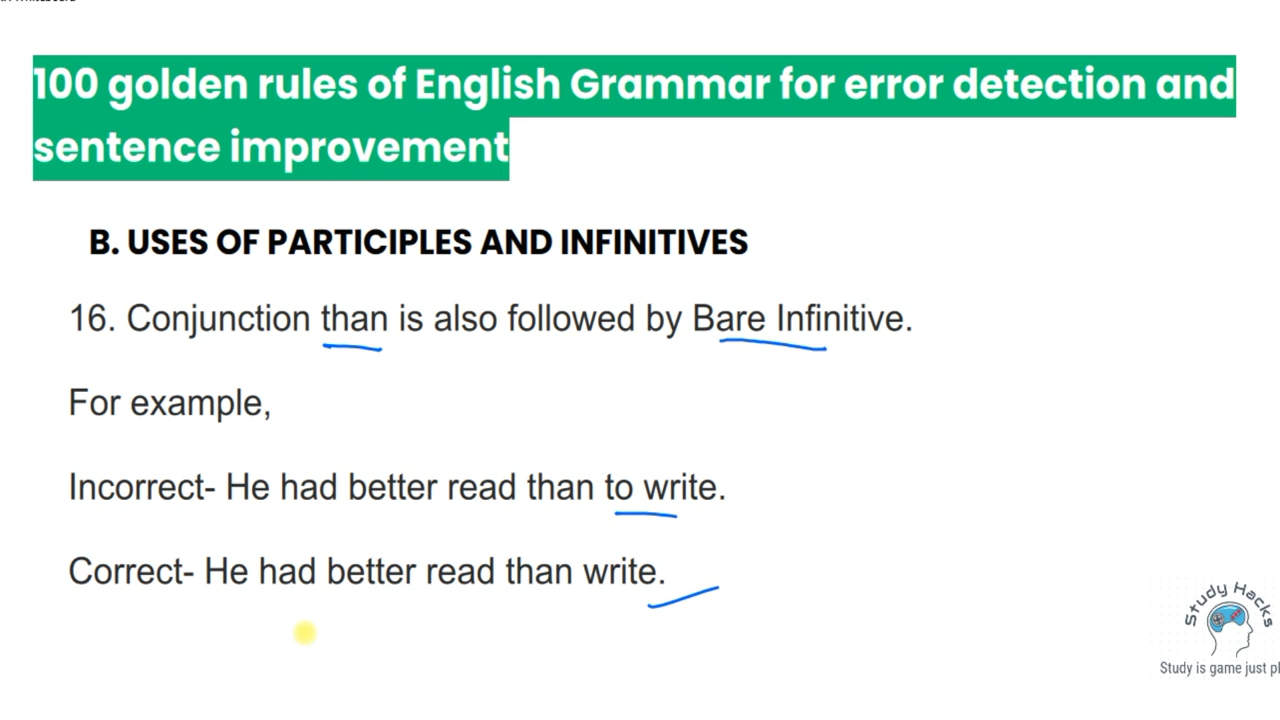 100 golden rules of English Grammar for error detection and
sentence improvement
B. USES OF PARTICIPLES AND INFINITIVES
16. Conjunction than is also followed by Bare Infinitive.
For example,
Incorrect- He had better read than to write.
Correct- He had better read than write.
Study Hacks
Study is game just pl